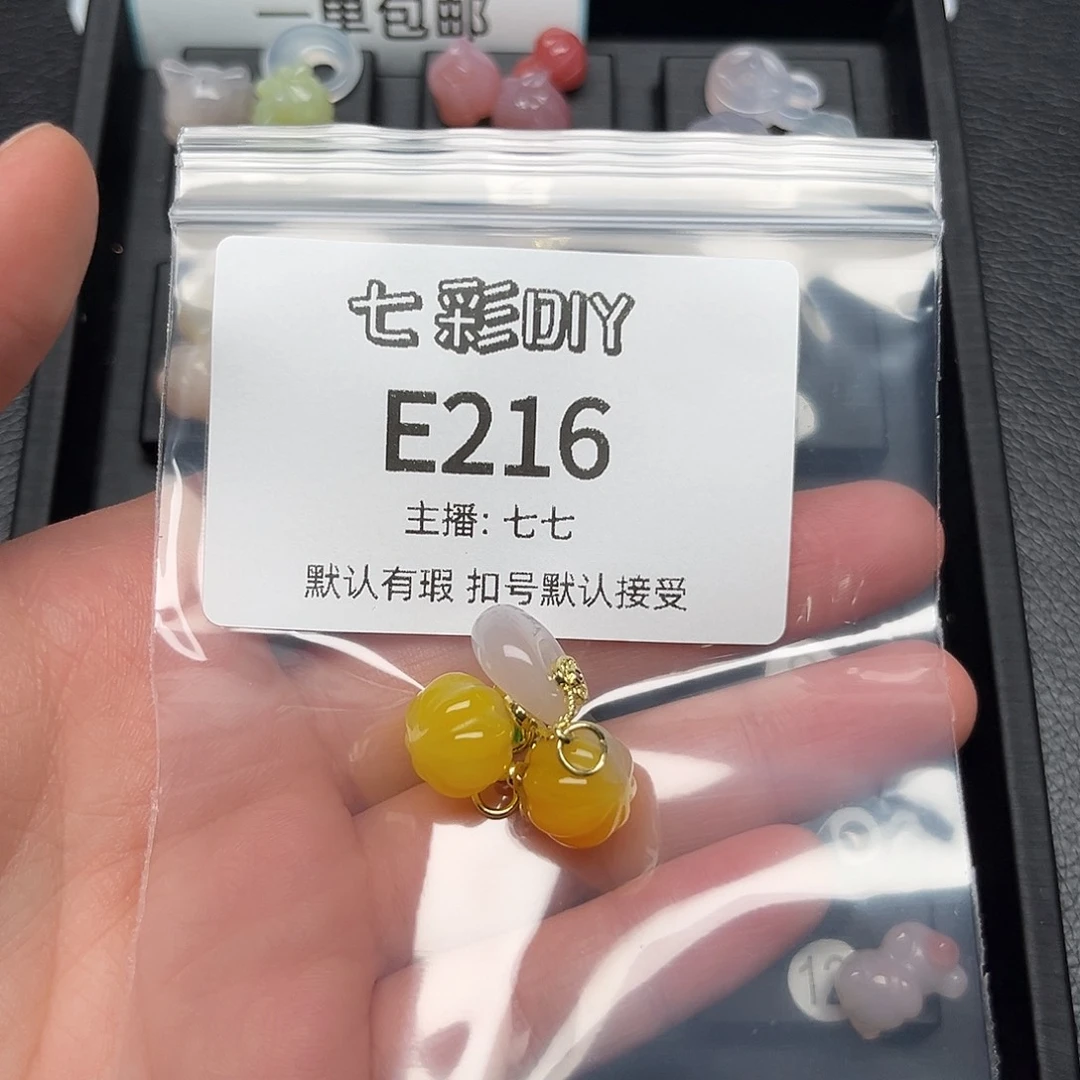 一单包邮
七彩DIY
E216
主播: 七七
默认有瑕 扣号默认接受
12